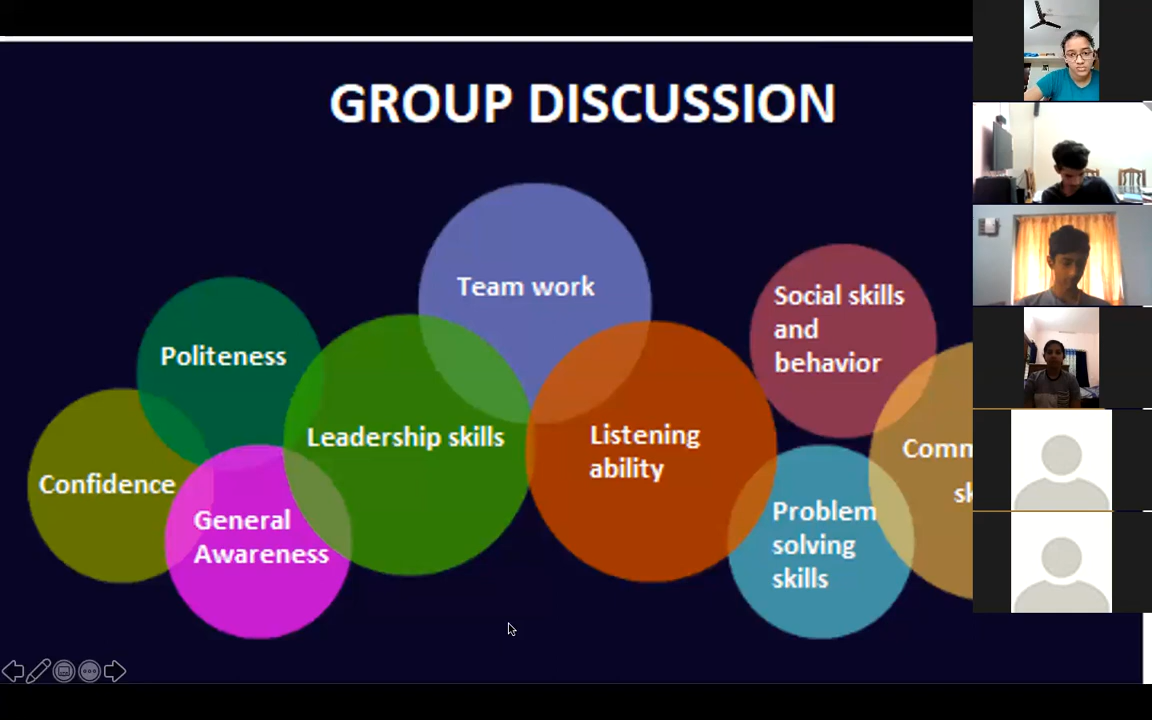 GROUP DISCUSSION
Team work
Social skills
and
behavior
Politeness
Leadership skills
Listening
ability
Confidence
General
Awareness
Problem
solving
skills